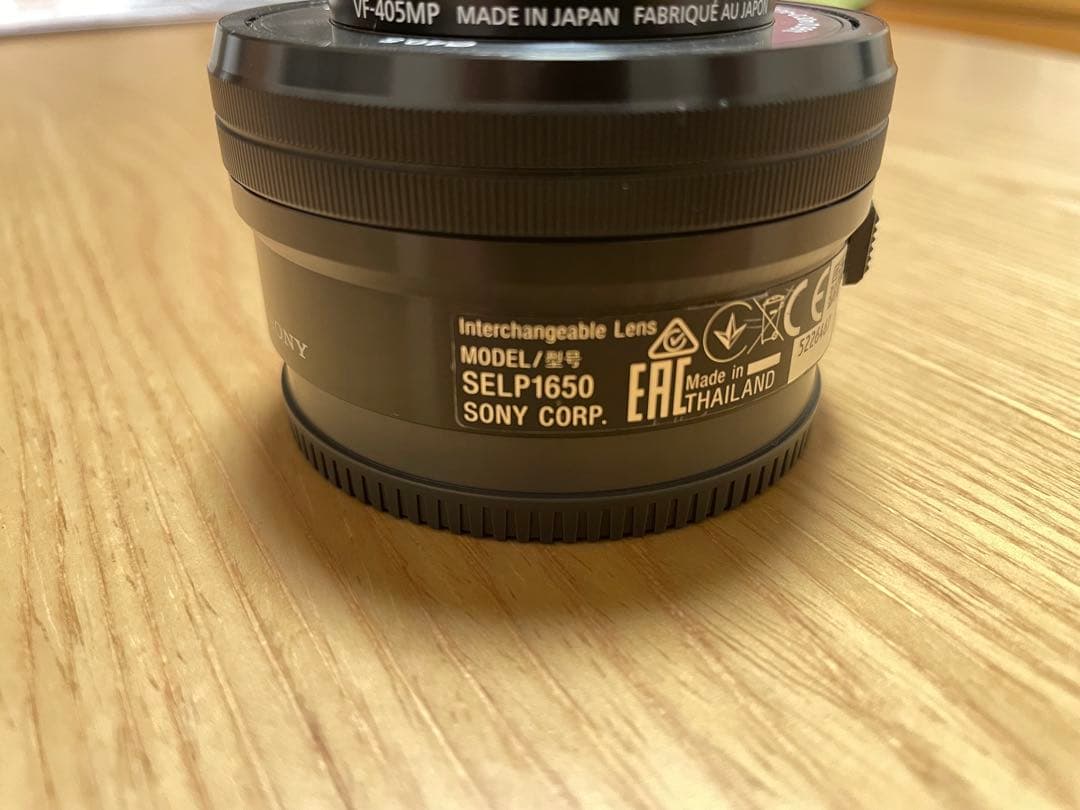 VF-405MP MADE IN JAPAN FABRIQUÉ AU JAPON
SONY
Interchangeable Lens
MODEL/型号
SELP1650
SONY CORP.
EAC
Made in
THAILAND
CE